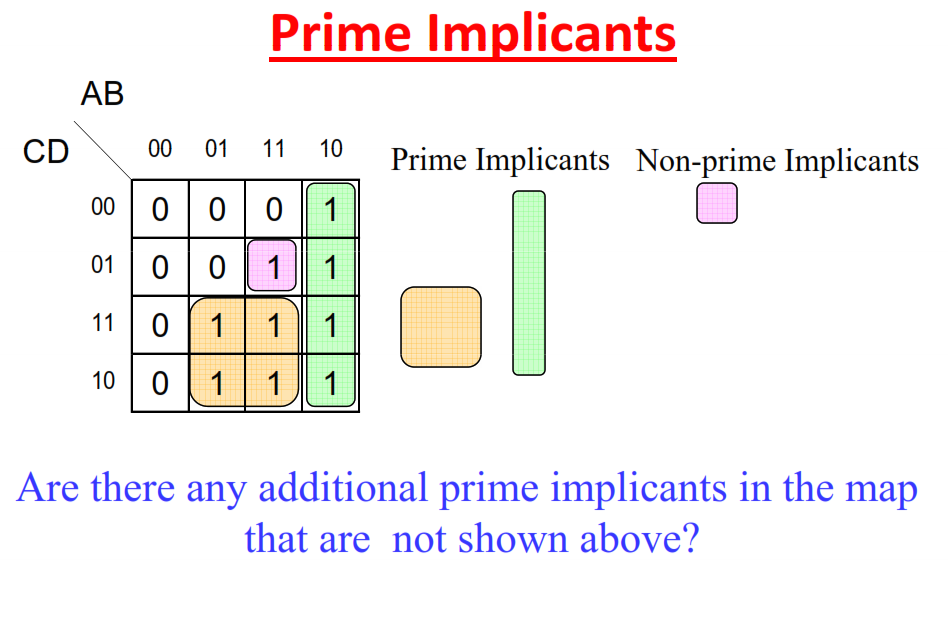 Prime Implicants
AB
CD
00 01 11 10
Prime Implicants
Non-prime Implicants
00 0 0 0 1
01 0 0 1 1
11 0 1 1 1
10 0 1 1 1
Are there any additional prime implicants in the map
that are not shown above?